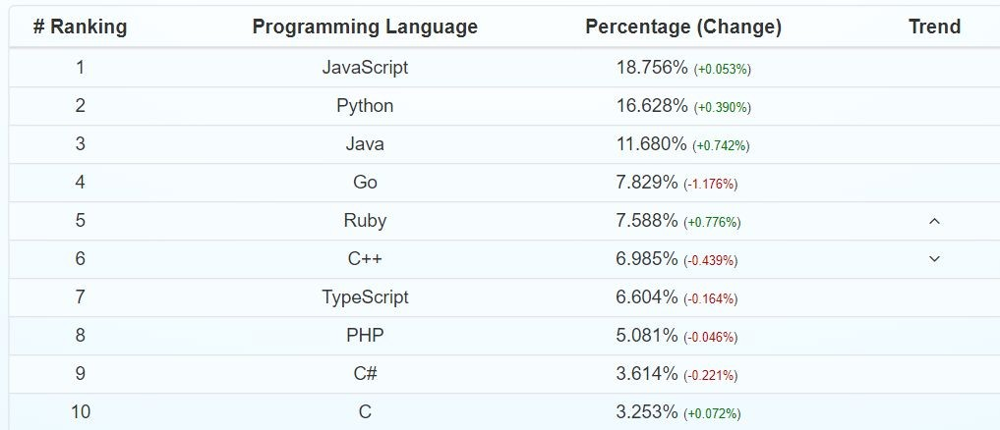 # Ranking Programming Language Percentage (Change) Trend
1 JavaScript 18.756% (+0.053%)
2 Python 16.628% (+0.390%)
3 Java 11.680% (+0.742%)
4 Go 7.829% (-1.176%)
5 Ruby 7.588% (+0.776%)
6 C++ 6.985% (-0.439%)
7 TypeScript 6.604% (-0.164%)
8 PHP 5.081% (-0.046%)
9 C# 3.614% (-0.221%)
10 C 3.253% (+0.072%)